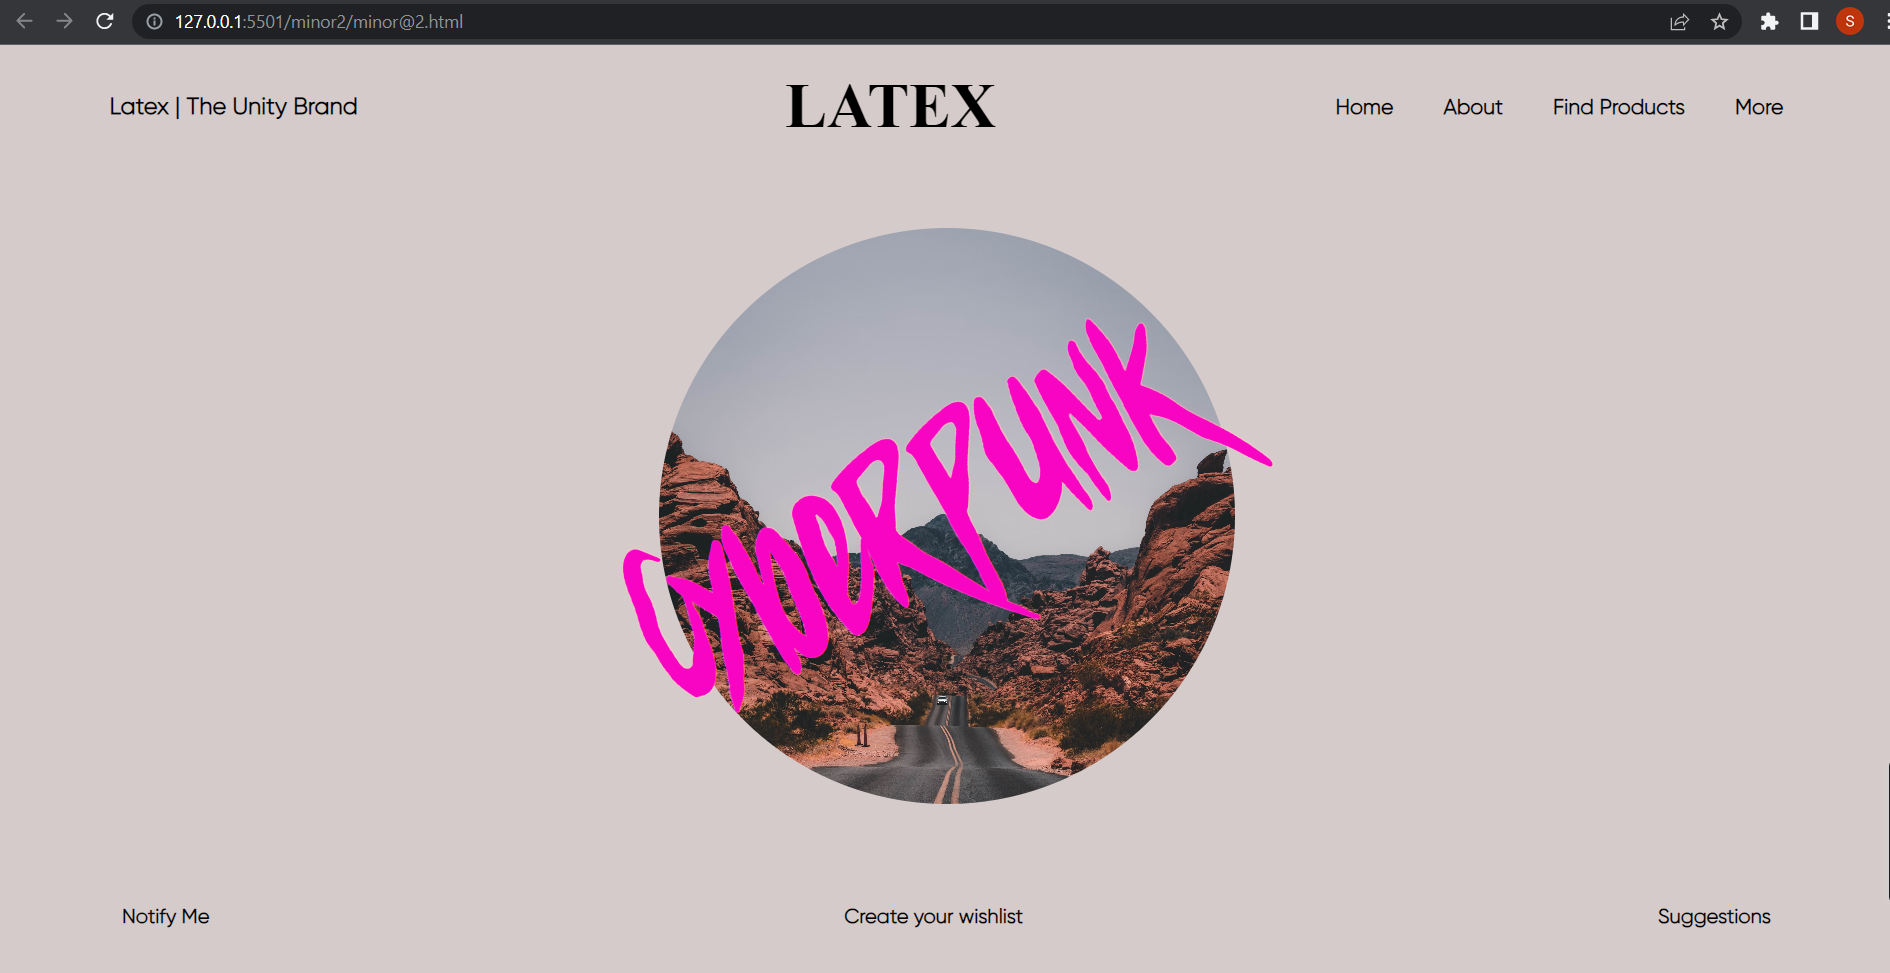 127.0.0.1:5501/minor2/minor@2.html
S
Latex | The Unity Brand
LATEX
Home
About
Find Products
More
CYbERPUNK
Notify Me
Create your wishlist
Suggestions